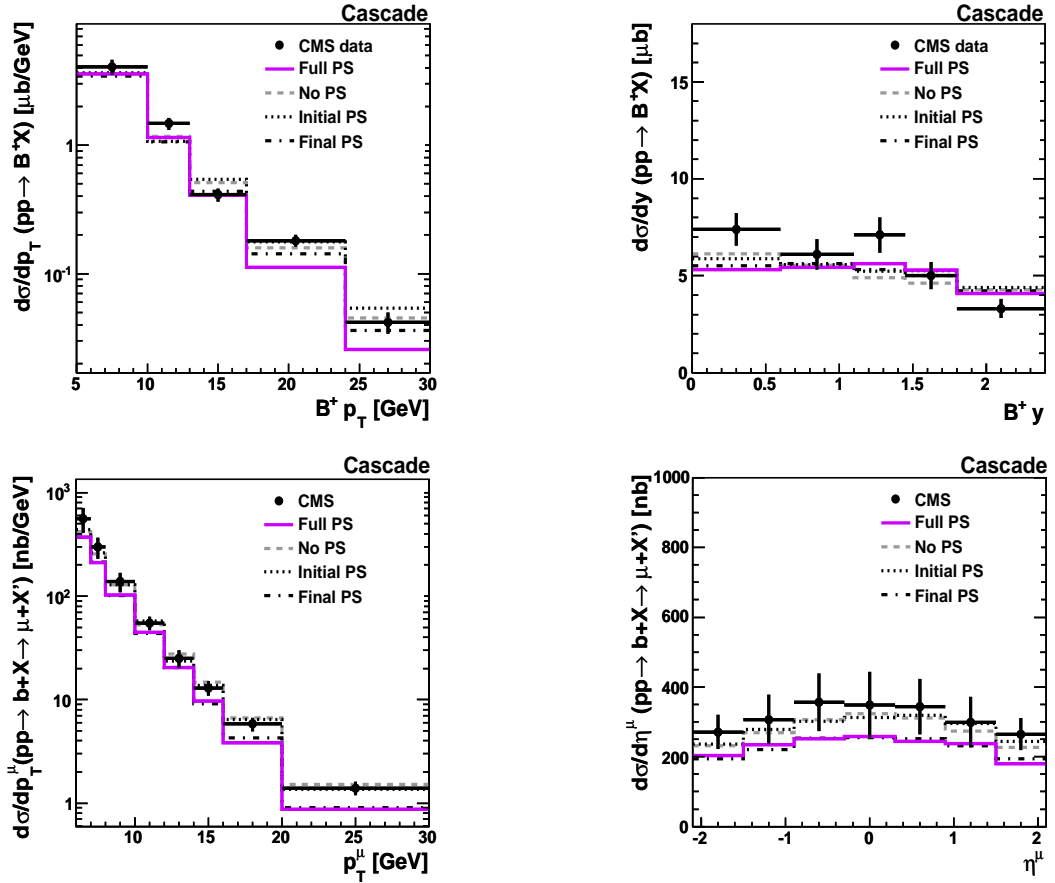 Cascade
dσ/dp_T (pp→ B⁺X) [μb/GeV]
CMS data
Full PS
No PS
Initial PS
Final PS
1
10⁻¹
5 10 15 20 25 30
B⁺ p_T [GeV]
Cascade
dσ/dy (pp→ B⁺X) [μb]
CMS data
Full PS
No PS
Initial PS
Final PS
15
10
5
0
0 0.5 1 1.5 2
B⁺ y
Cascade
dσ/dp_T^μ(pp→ b+X→ μ+X') [nb/GeV]
CMS
Full PS
No PS
Initial PS
Final PS
10³
10²
10
1
10 15 20 25 30
p_T^μ [GeV]
Cascade
dσ/dη^μ (pp→ b+X→ μ+X') [nb]
CMS
Full PS
No PS
Initial PS
Final PS
1000
800
600
400
200
0
-2 -1 0 1 2
η^μ